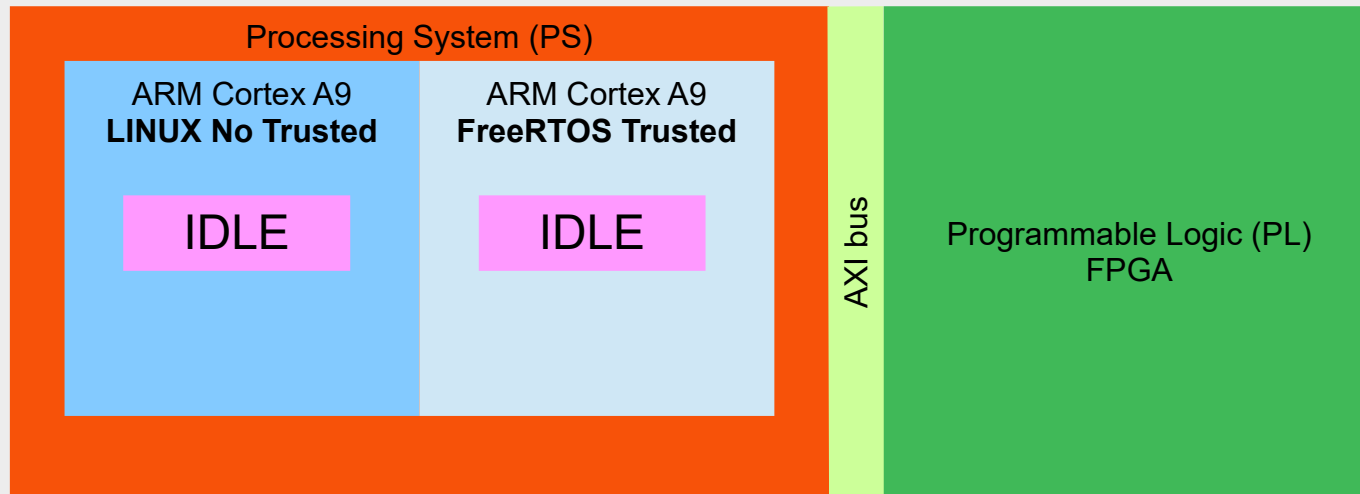 Processing System (PS)
ARM Cortex A9
LINUX No Trusted
IDLE
ARM Cortex A9
FreeRTOS Trusted
IDLE
AXI bus
Programmable Logic (PL)
FPGA